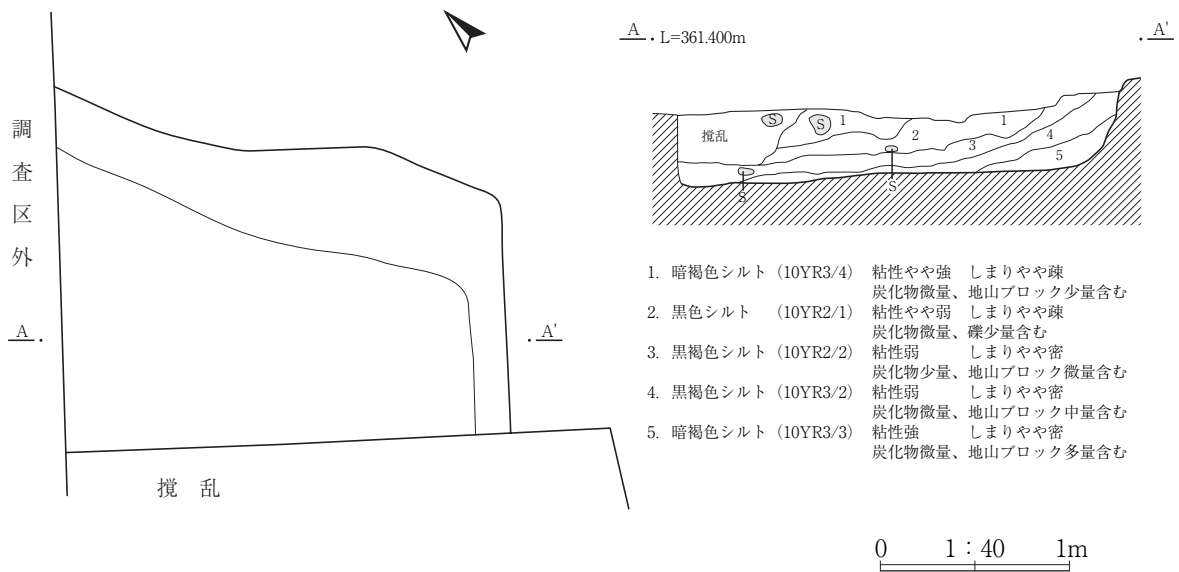 調査区外
A
A'
撹乱
A L=361.400m A'
撹乱
S
S
1
2
1
3
4
5
S
S
1. 暗褐色シルト（10YR3/4） 粘性やや強 しまりやや疎
炭化物微量、地山ブロック少量含む
2. 黒色シルト （10YR2/1） 粘性やや弱 しまりやや疎
炭化物微量、礫少量含む
3. 黒褐色シルト（10YR2/2） 粘性弱 しまりやや密
炭化物少量、地山ブロック微量含む
4. 黒褐色シルト（10YR3/2） 粘性弱 しまりやや密
炭化物微量、地山ブロック中量含む
5. 暗褐色シルト（10YR3/3） 粘性強 しまりやや密
炭化物微量、地山ブロック多量含む
0 1：40 1m